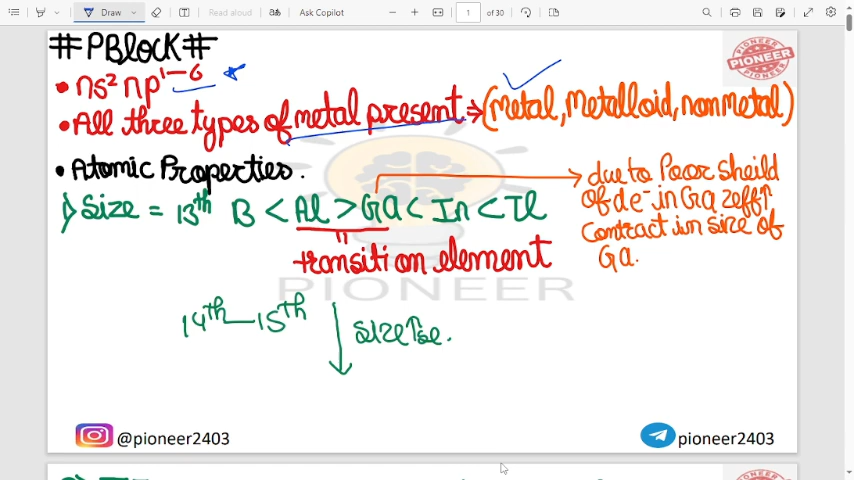 Draw
Read aloud
Ask Copilot
1
of 30
#PBlock#
• ns² np¹⁻⁶
• All three types of metal present ⇒ (metal, Metalloid, nonmetal)
• Atomic Properties.
Size = 13th B < Al > Ga < In < Tl
transition element
due to Poor sheild
of d e⁻ in Ga zeff↑
contract in size of
Ga.
14th—15th ↓ size↑se.
PIONEER
PIONEER
PIONEER
@pioneer2403
pioneer2403